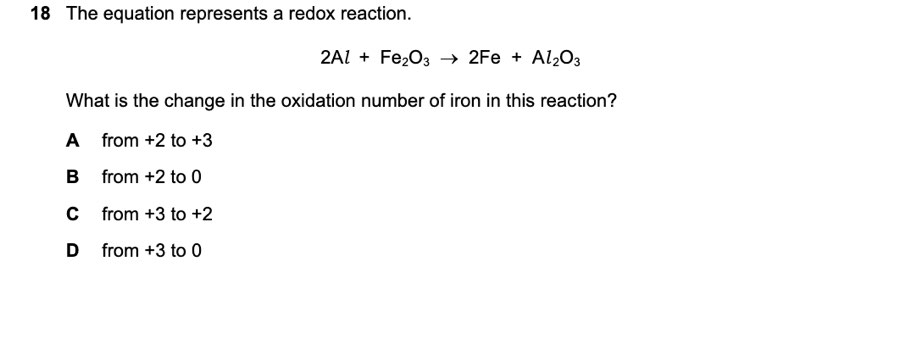 18 The equation represents a redox reaction.
2Al + Fe₂O₃ → 2Fe + Al₂O₃
What is the change in the oxidation number of iron in this reaction?
A from +2 to +3
B from +2 to 0
C from +3 to +2
D from +3 to 0